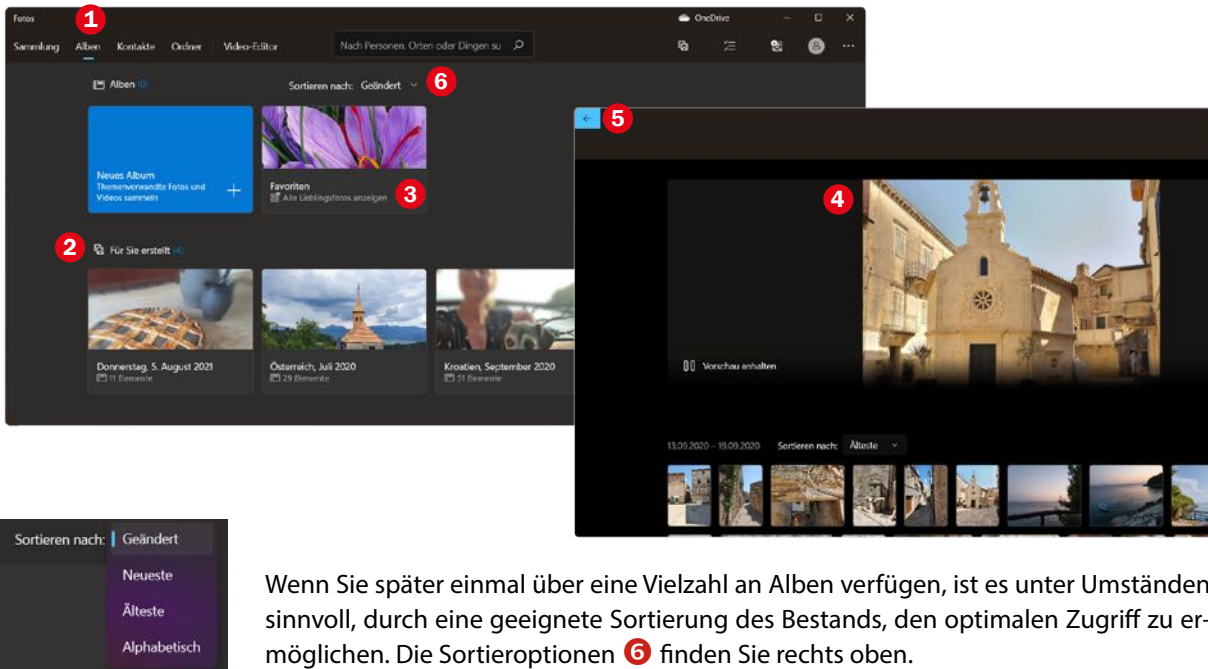 Fotos
1
OneDrive
Sammlung Alben Kontakte Ordner Video-Editor
Nach Personen, Orten oder Dingen su
Alben (0)
Sortieren nach: Geändert
6
5
Neues Album
Themenverwandte Fotos und
Videos sammeln
Favoriten
Alle Lieblingsfotos anzeigen
3
4
2
Für Sie erstellt (4)
Donnerstag, 5. August 2021
11 Elemente
Österreich, Juli 2020
29 Elemente
Kroatien, September 2020
51 Elemente
Vorschau anhalten
13.09.2020 – 19.09.2020 Sortieren nach: Älteste
Sortieren nach: Geändert
Neueste
Älteste
Alphabetisch
Wenn Sie später einmal über eine Vielzahl an Alben verfügen, ist es unter Umständen
sinnvoll, durch eine geeignete Sortierung des Bestands, den optimalen Zugriff zu er-
möglichen. Die Sortieroptionen 6 finden Sie rechts oben.